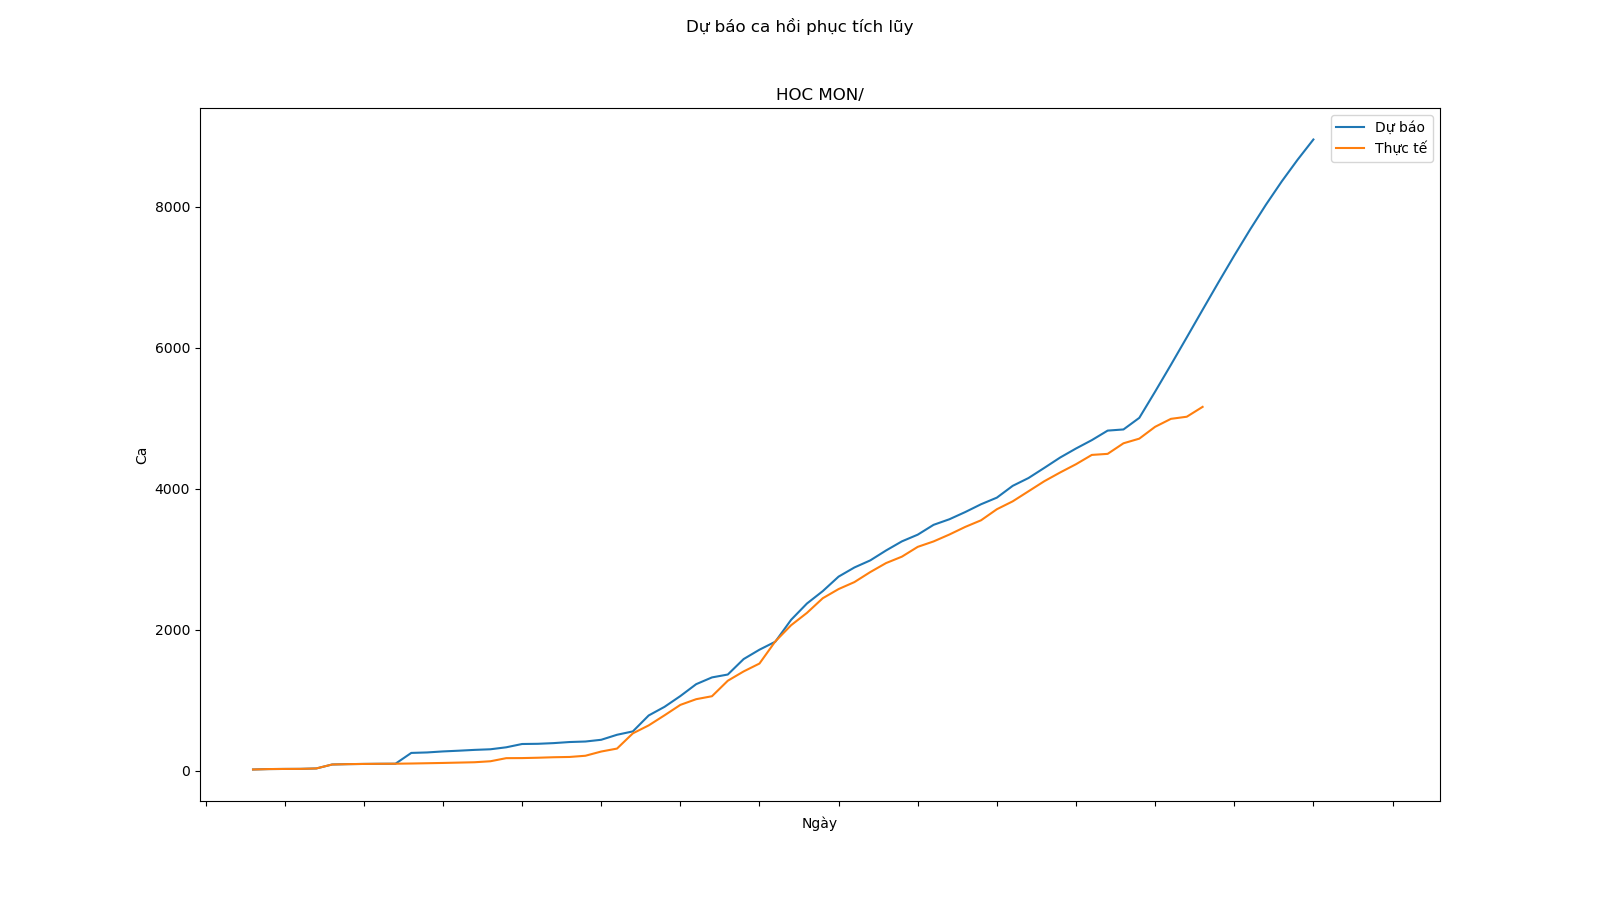 Dự báo ca hồi phục tích lũy
HOC MON/
Dự báo
Thực tế
8000
6000
4000
2000
0
Ca
Ngày